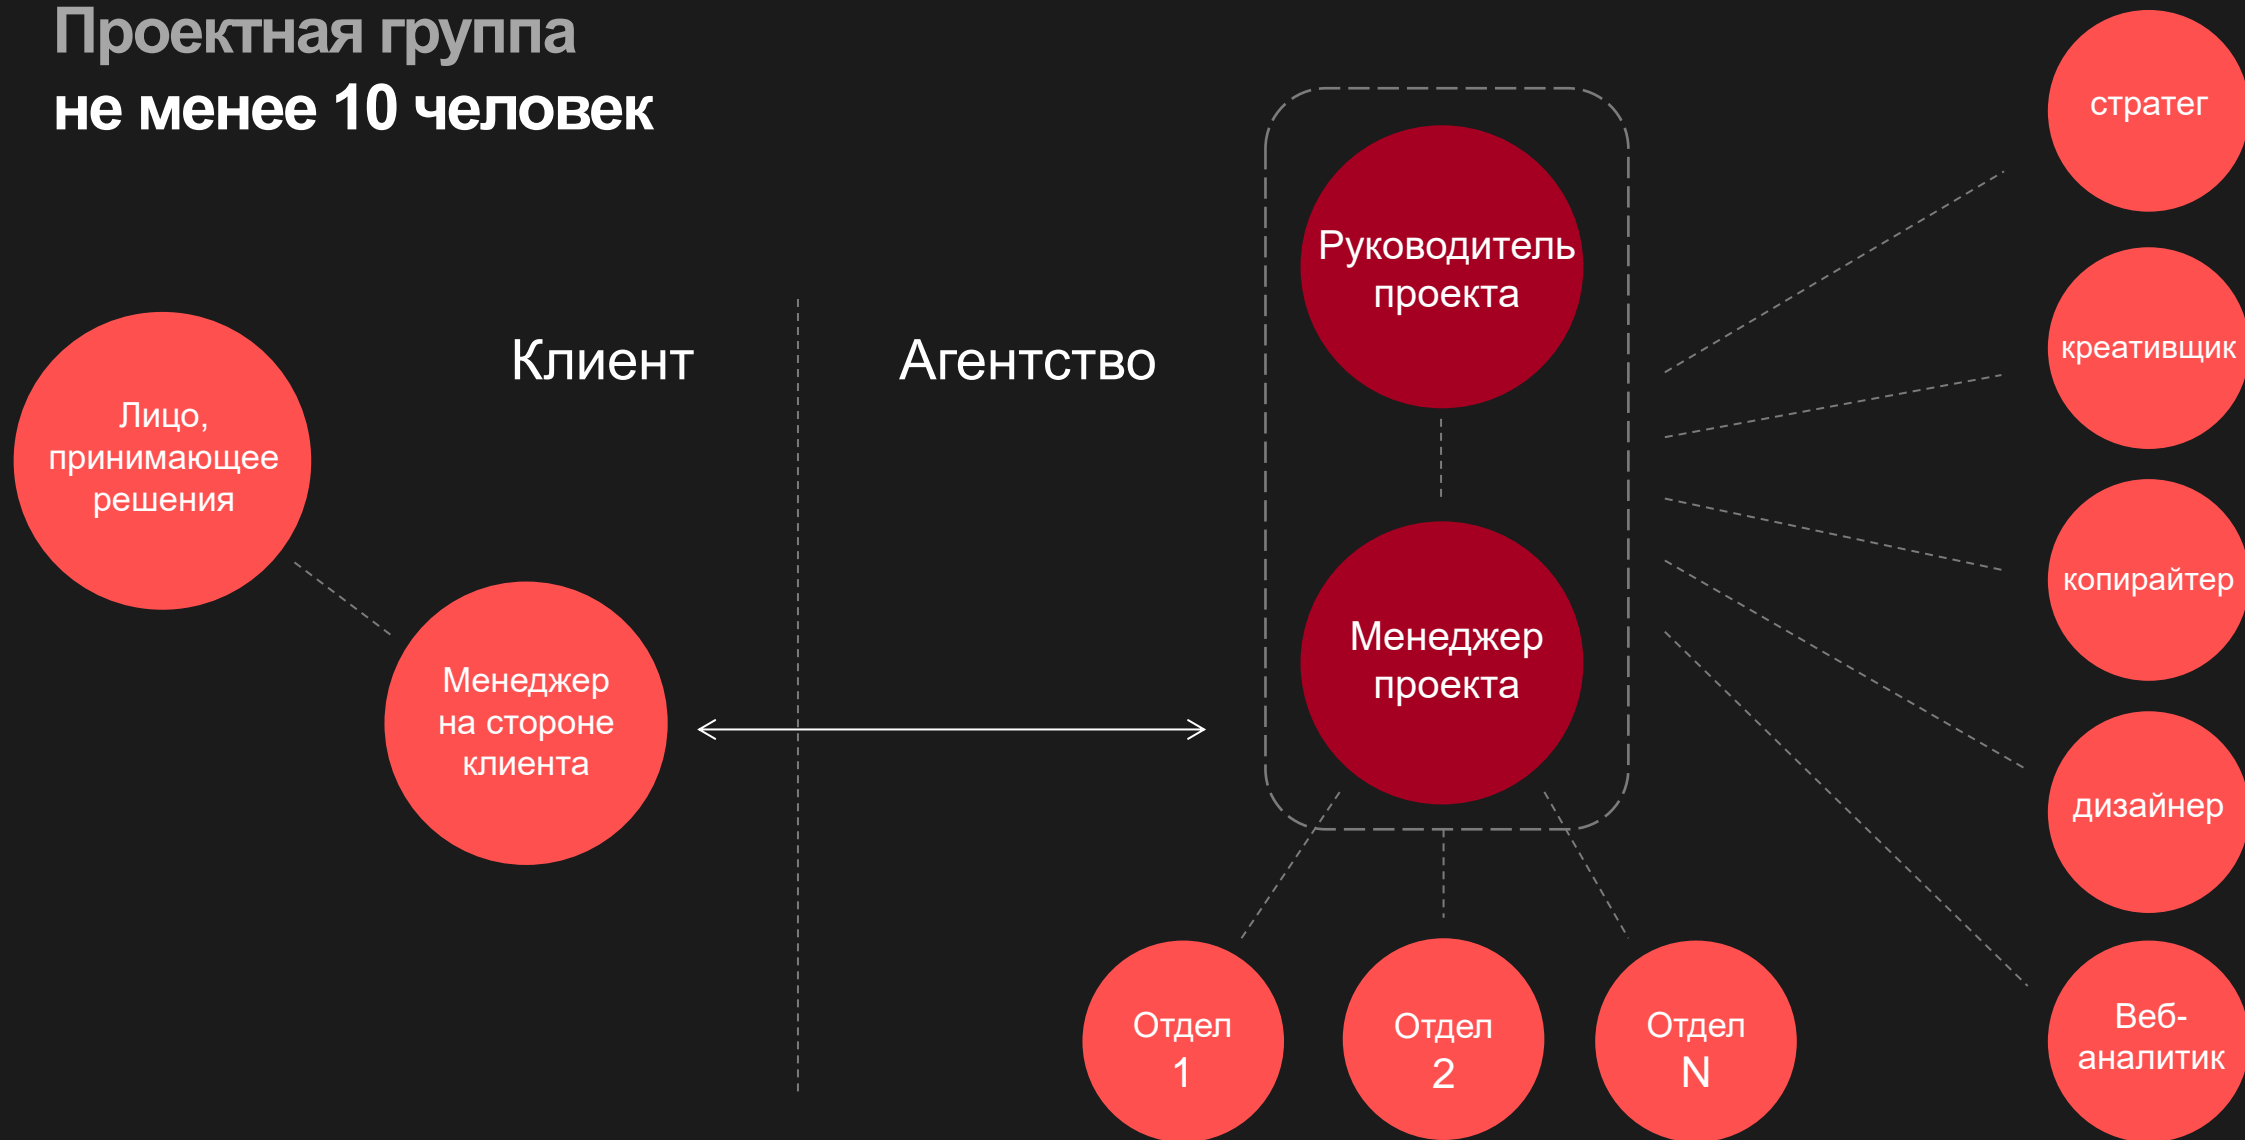 Проектная группа
не менее 10 человек
Клиент
Агентство
Лицо,
принимающее
решения
Менеджер
на стороне
клиента
Руководитель
проекта
Менеджер
проекта
Отдел
1
Отдел
2
Отдел
N
стратег
креативщик
копирайтер
дизайнер
Веб-
аналитик